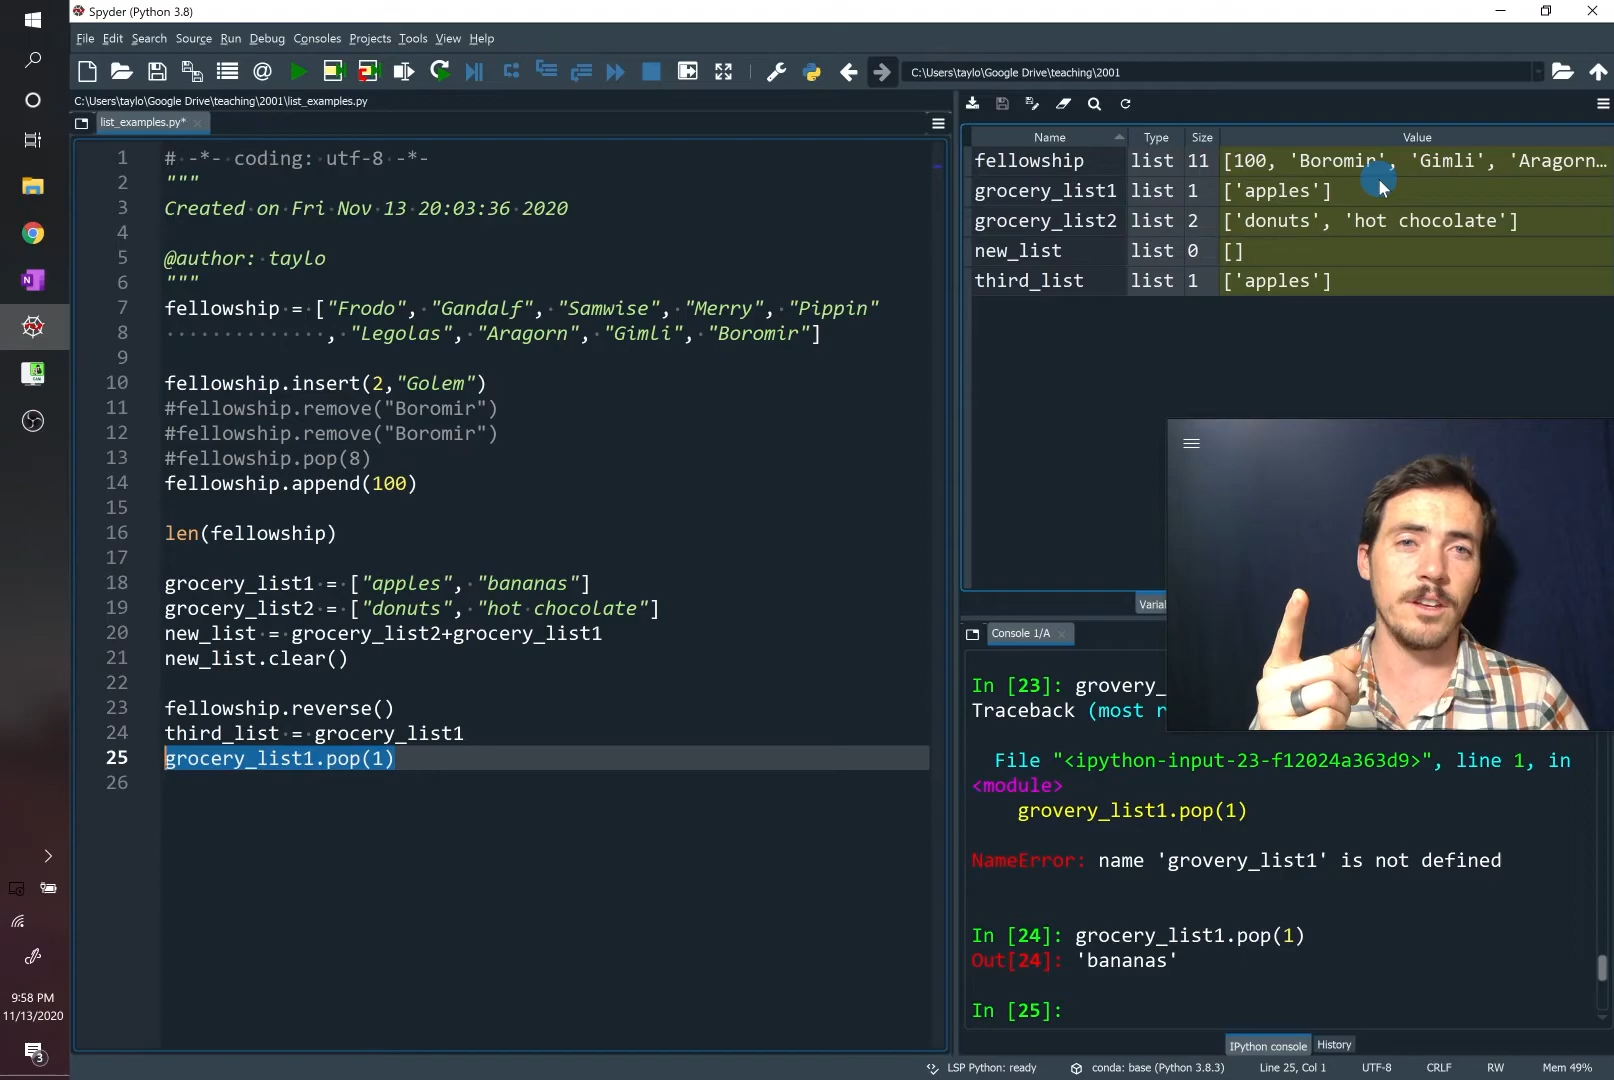 Spyder (Python 3.8)
File Edit Search Source Run Debug Consoles Projects Tools View Help
C:\Users\taylo\Google Drive\teaching\2001
C:\Users\taylo\Google Drive\teaching\2001\list_examples.py
list_examples.py*
1 # -*- coding: utf-8 -*-
2 """
3 Created on Fri Nov 13 20:03:36 2020
4
5 @author: taylo
6 """
7 fellowship = ["Frodo", "Gandalf", "Samwise", "Merry", "Pippin"
8 , "Legolas", "Aragorn", "Gimli", "Boromir"]
9
10 fellowship.insert(2,"Golem")
11 #fellowship.remove("Boromir")
12 #fellowship.remove("Boromir")
13 #fellowship.pop(8)
14 fellowship.append(100)
15
16 len(fellowship)
17
18 grocery_list1 = ["apples", "bananas"]
19 grocery_list2 = ["donuts", "hot chocolate"]
20 new_list = grocery_list2+grocery_list1
21 new_list.clear()
22
23 fellowship.reverse()
24 third_list = grocery_list1
25 grocery_list1.pop(1)
26
Name Type Size Value
fellowship list 11 [100, 'Boromir', 'Gimli', 'Aragorn…
grocery_list1 list 1 ['apples']
grocery_list2 list 2 ['donuts', 'hot chocolate']
new_list list 0 []
third_list list 1 ['apples']
Varial
Console 1/A
In [23]: grovery_
Traceback (most r
File "<ipython-input-23-f12024a363d9>", line 1, in
<module>
grovery_list1.pop(1)
NameError: name 'grovery_list1' is not defined
In [24]: grocery_list1.pop(1)
Out[24]: 'bananas'
In [25]:
IPython console History
9:58 PM
11/13/2020
3
LSP Python: ready conda: base (Python 3.8.3) Line 25, Col 1 UTF-8 CRLF RW Mem 49%